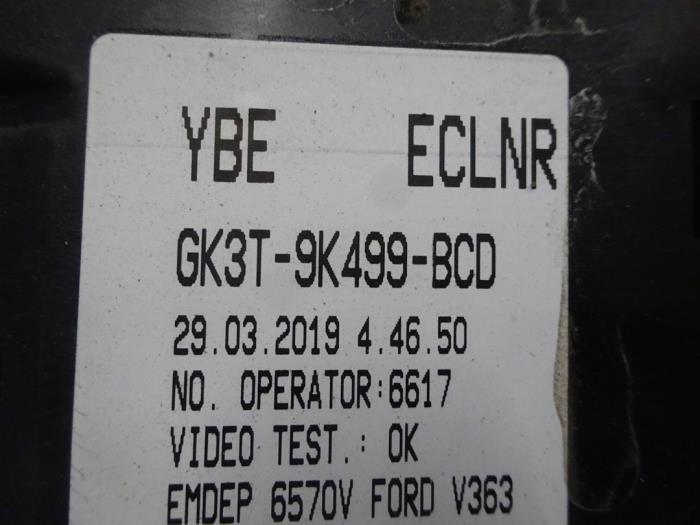 YBE ECLNR
GK3T-9K499-BCD
29.03.2019 4.46.50
NO. OPERATOR:6617
VIDEO TEST.: OK
EMDEP 6570V FORD V363